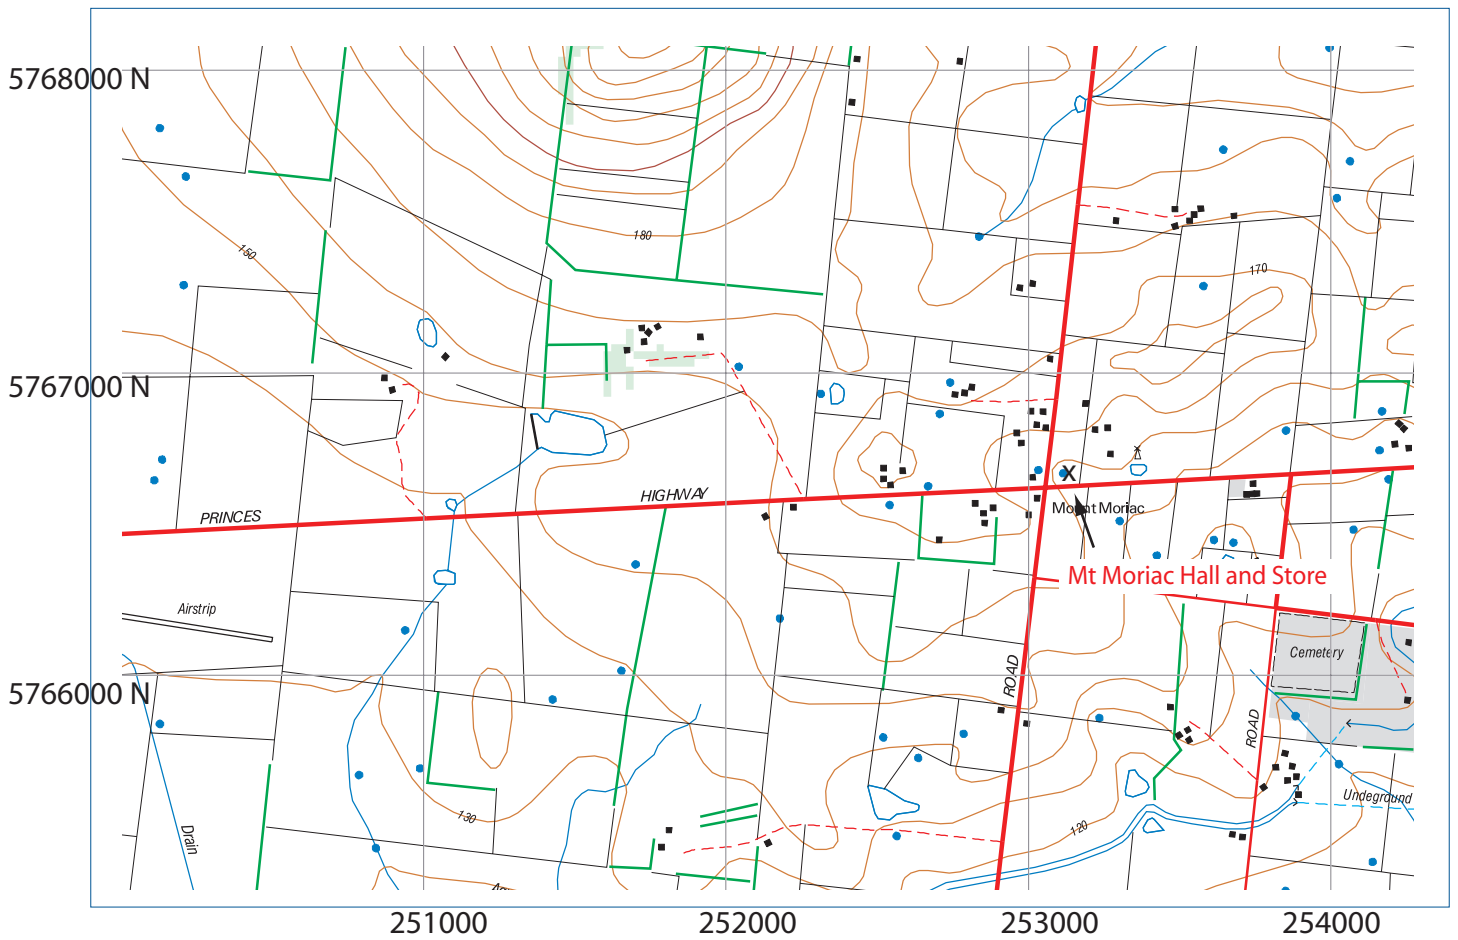 5768000 N
180
150
170
5767000 N
HIGHWAY
PRINCES
X
Mount Moriac
Mt Moriac Hall and Store
Airstrip
Cemetery
ROAD
5766000 N
ROAD
Undeground
130
120
Drain
251000
252000
253000
254000